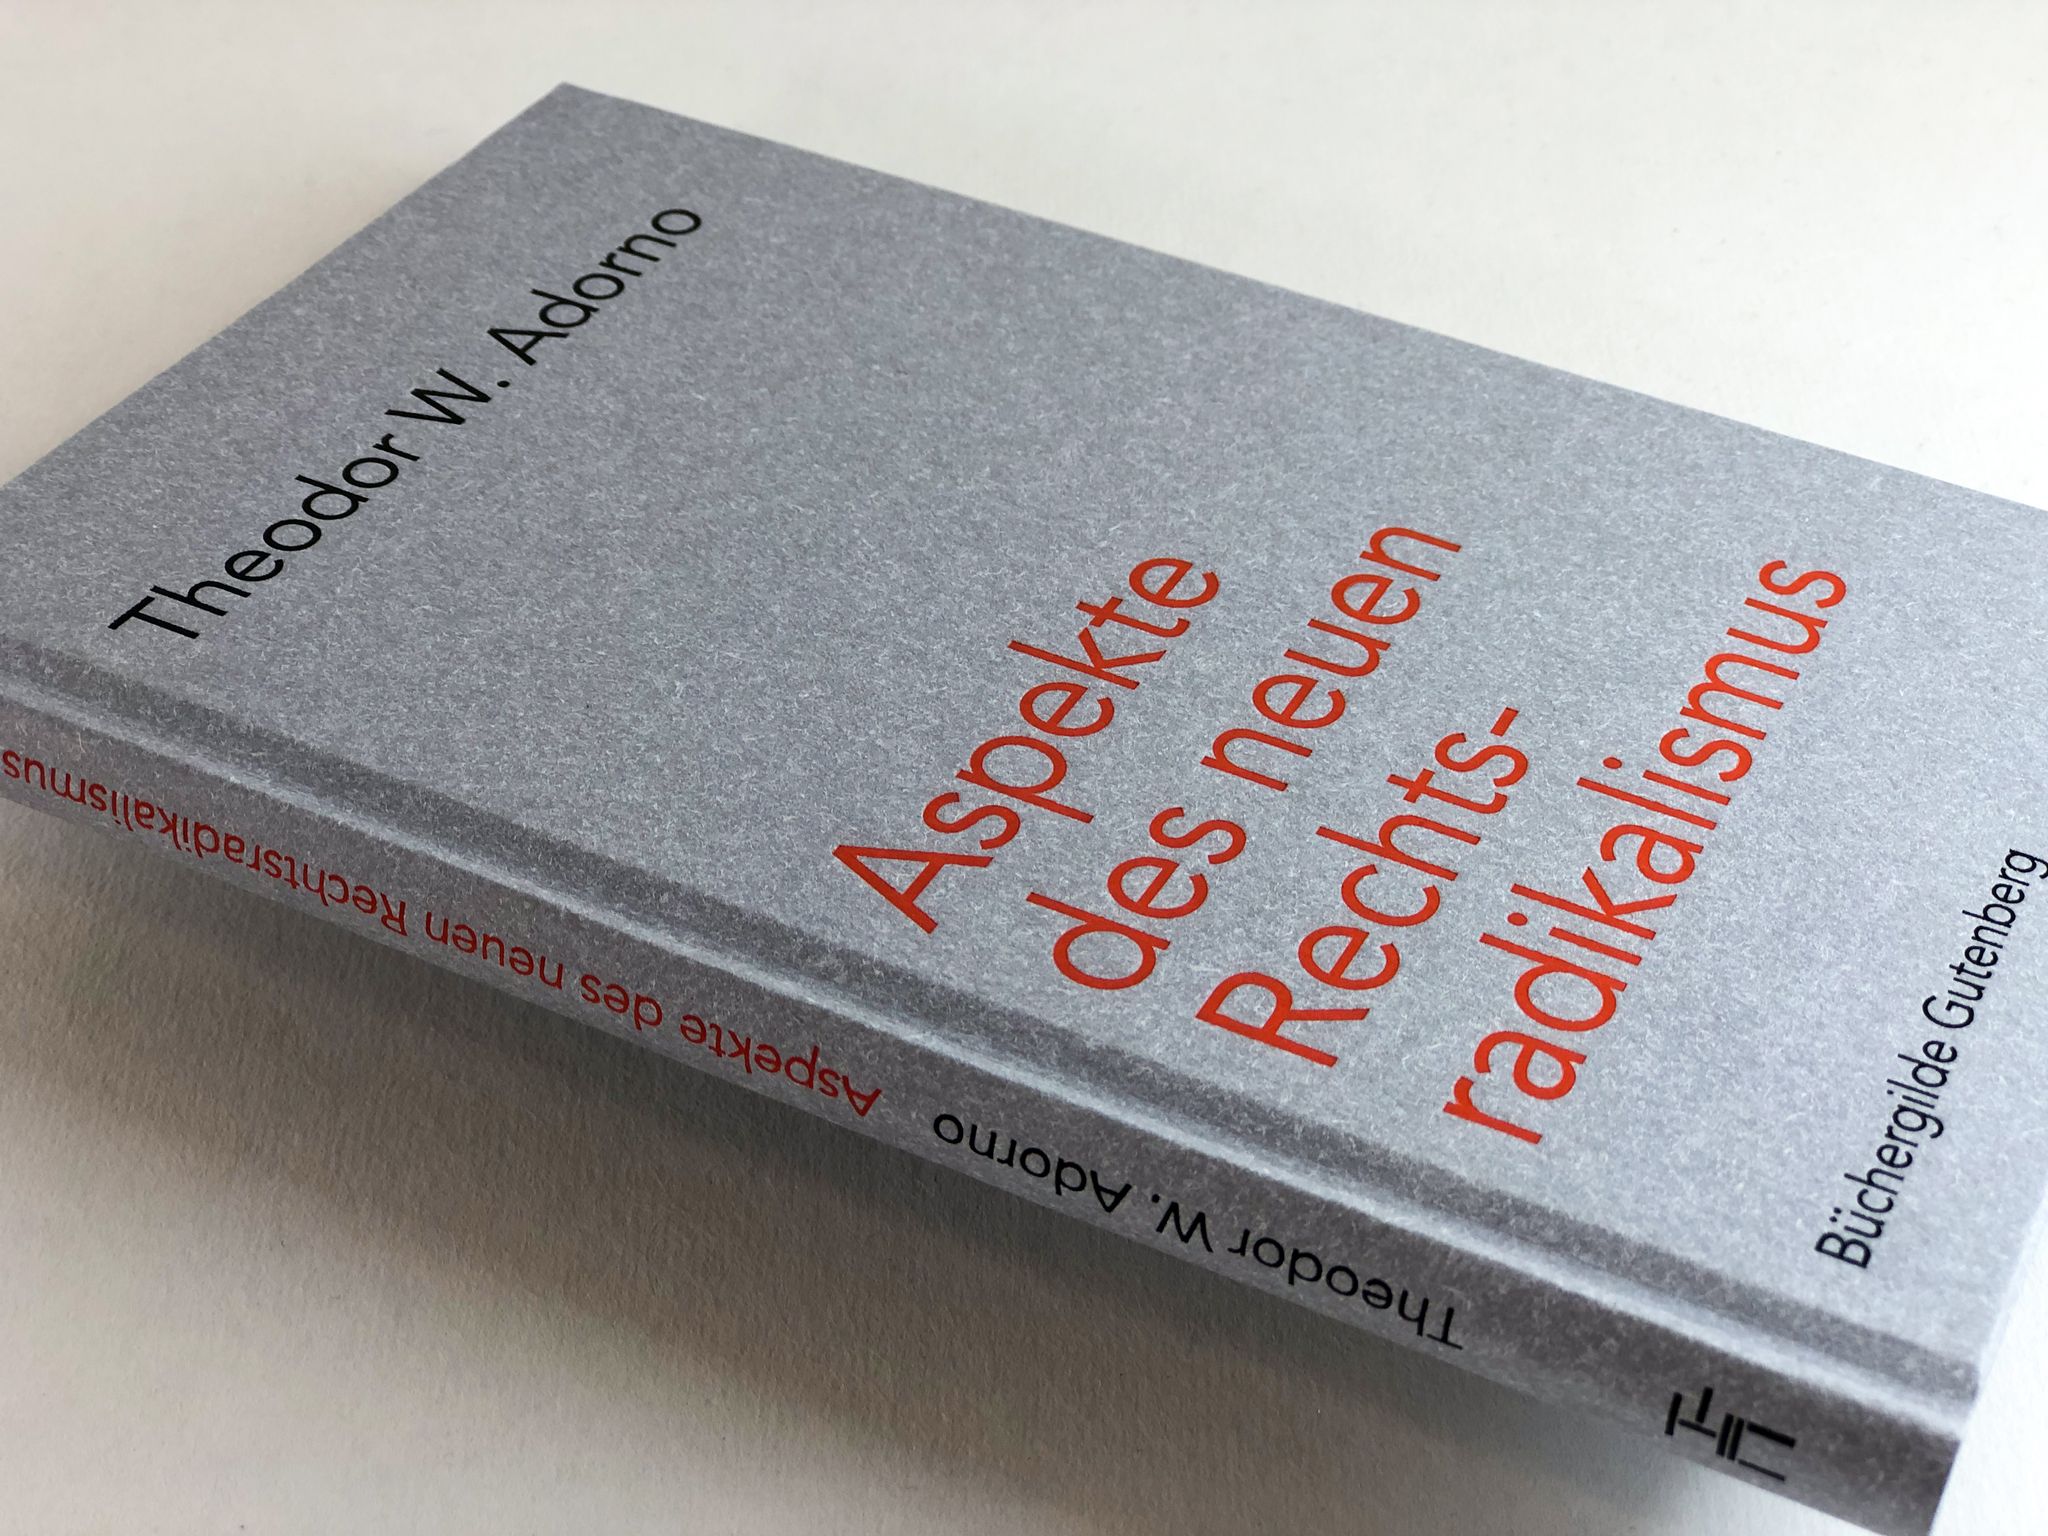 Theodor W. Adorno
Aspekte
des neuen
Rechts-
radikalismus
Büchergilde Gutenberg
Theodor W. Adorno Aspekte des neuen Rechtsradikalismus